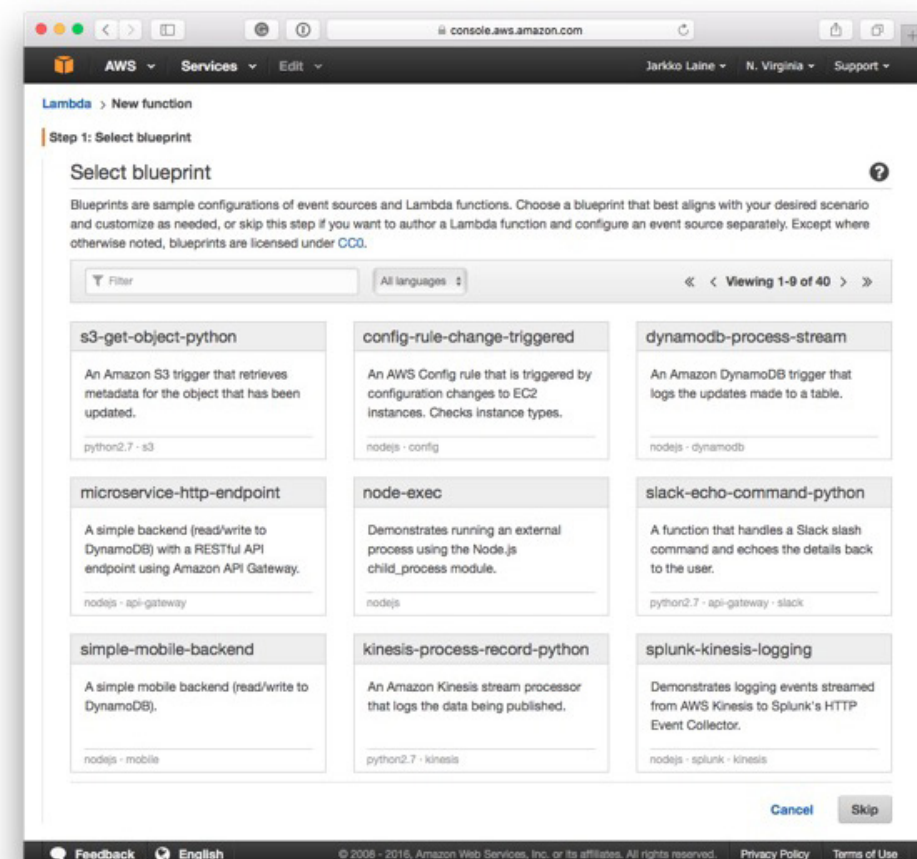 console.aws.amazon.com
AWS Services Edit Jarkko Laine N. Virginia Support
Lambda > New function
Step 1: Select blueprint
Select blueprint
Blueprints are sample configurations of event sources and Lambda functions. Choose a blueprint that best aligns with your desired scenario
and customize as needed, or skip this step if you want to author a Lambda function and configure an event source separately. Except where
otherwise noted, blueprints are licensed under CC0.
Filter All languages « < Viewing 1-9 of 40 > »
s3-get-object-python
An Amazon S3 trigger that retrieves
metadata for the object that has been
updated.
python2.7 · s3
config-rule-change-triggered
An AWS Config rule that is triggered by
configuration changes to EC2
instances. Checks instance types.
nodejs · config
dynamodb-process-stream
An Amazon DynamoDB trigger that
logs the updates made to a table.
nodejs · dynamodb
microservice-http-endpoint
A simple backend (read/write to
DynamoDB) with a RESTful API
endpoint using Amazon API Gateway.
nodejs · api-gateway
node-exec
Demonstrates running an external
process using the Node.js
child_process module.
nodejs
slack-echo-command-python
A function that handles a Slack slash
command and echoes the details back
to the user.
python2.7 · api-gateway · slack
simple-mobile-backend
A simple mobile backend (read/write to
DynamoDB).
nodejs · mobile
kinesis-process-record-python
An Amazon Kinesis stream processor
that logs the data being published.
python2.7 · kinesis
splunk-kinesis-logging
Demonstrates logging events streamed
from AWS Kinesis to Splunk's HTTP
Event Collector.
nodejs · splunk · kinesis
Cancel Skip
Feedback English © 2008 - 2016, Amazon Web Services, Inc. or its affiliates. All rights reserved. Privacy Policy Terms of Use